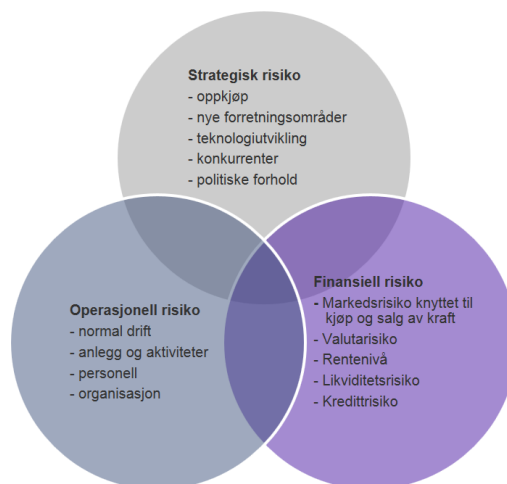 Strategisk risiko
- oppkjøp
- nye forretningsområder
- teknologiutvikling
- konkurrenter
- politiske forhold
Operasjonell risiko
- normal drift
- anlegg og aktiviteter
- personell
- organisasjon
Finansiell risiko
- Markedsrisiko knyttet til
kjøp og salg av kraft
- Valutarisiko
- Rentenivå
- Likviditetsrisiko
- Kredittrisiko